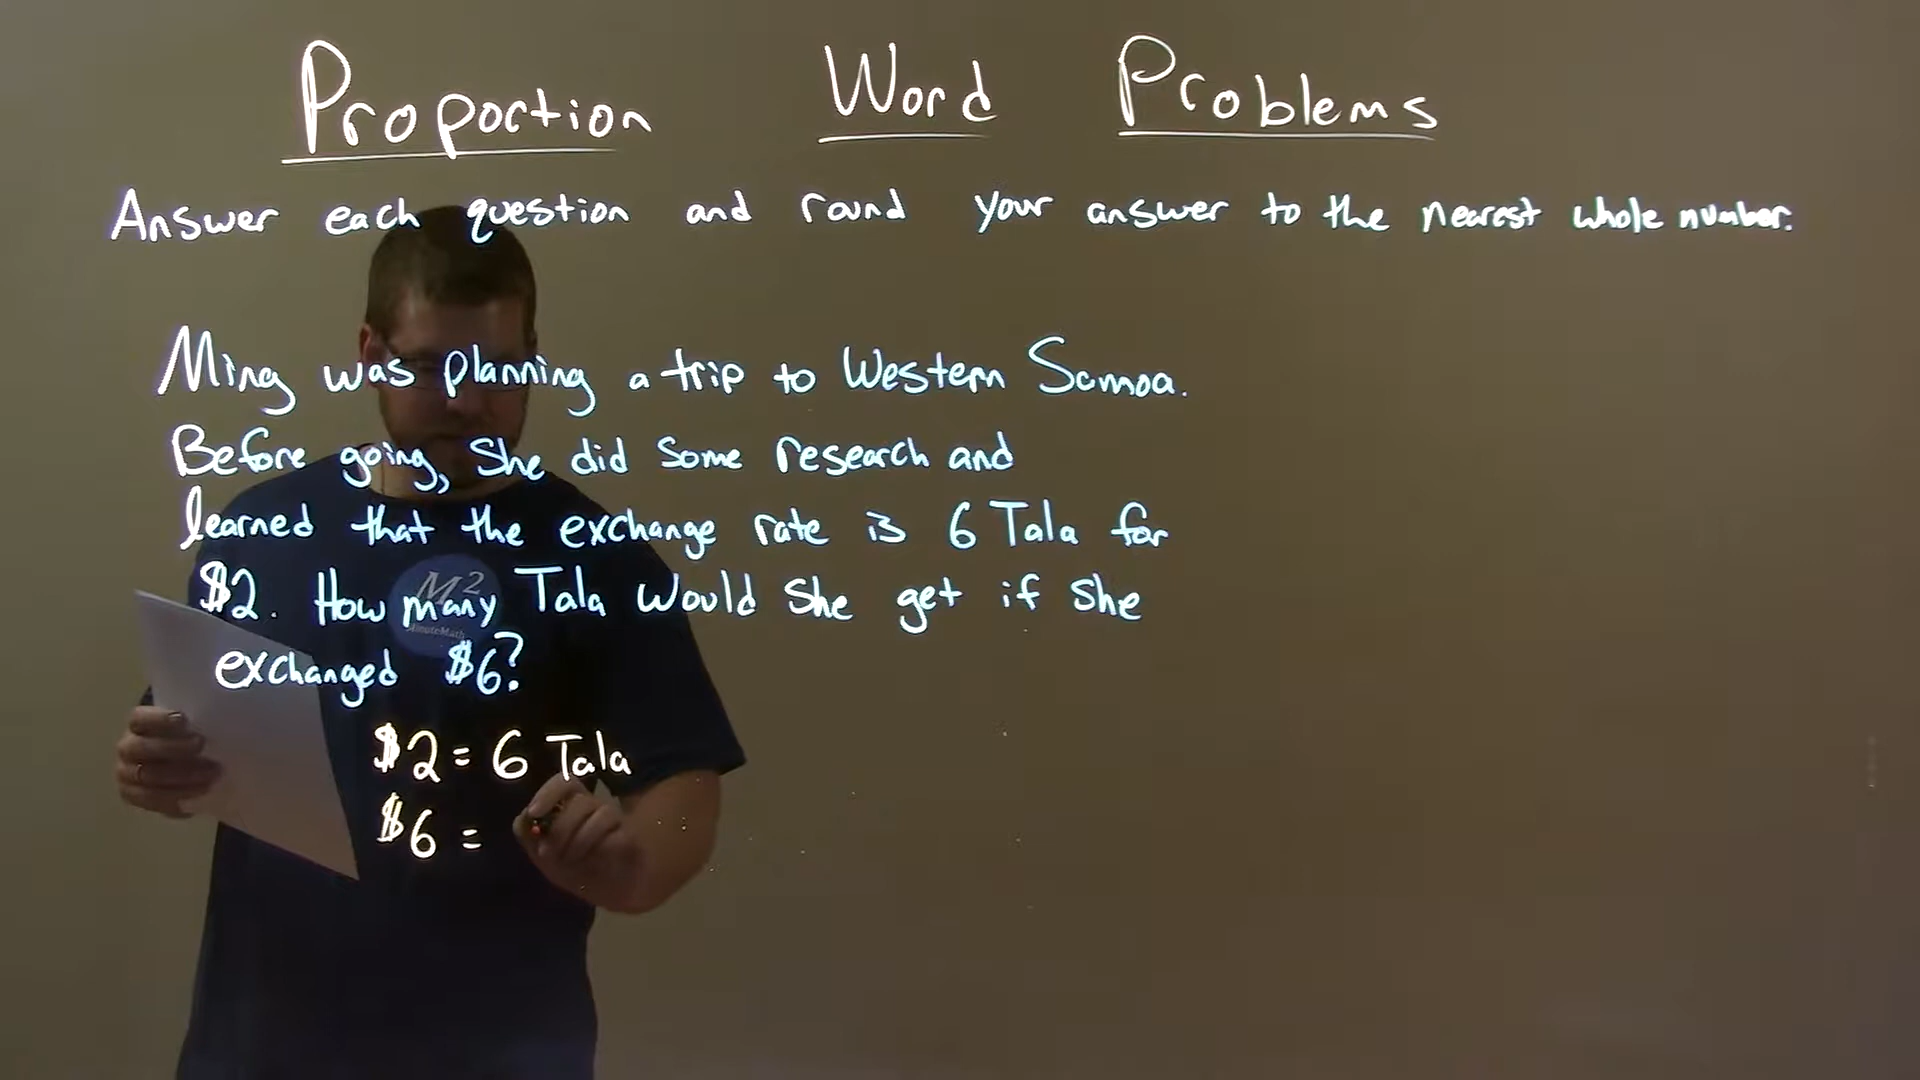 Proportion Word Problems
Answer each question and round your answer to the nearest whole number.
Ming was planning a trip to Western Samoa.
Before going, She did some research and
learned that the exchange rate is 6 Tala for
$2. How many Tala would she get if she
exchanged $6?
M²
MinuteMath
$2 = 6 Tala
$6 =